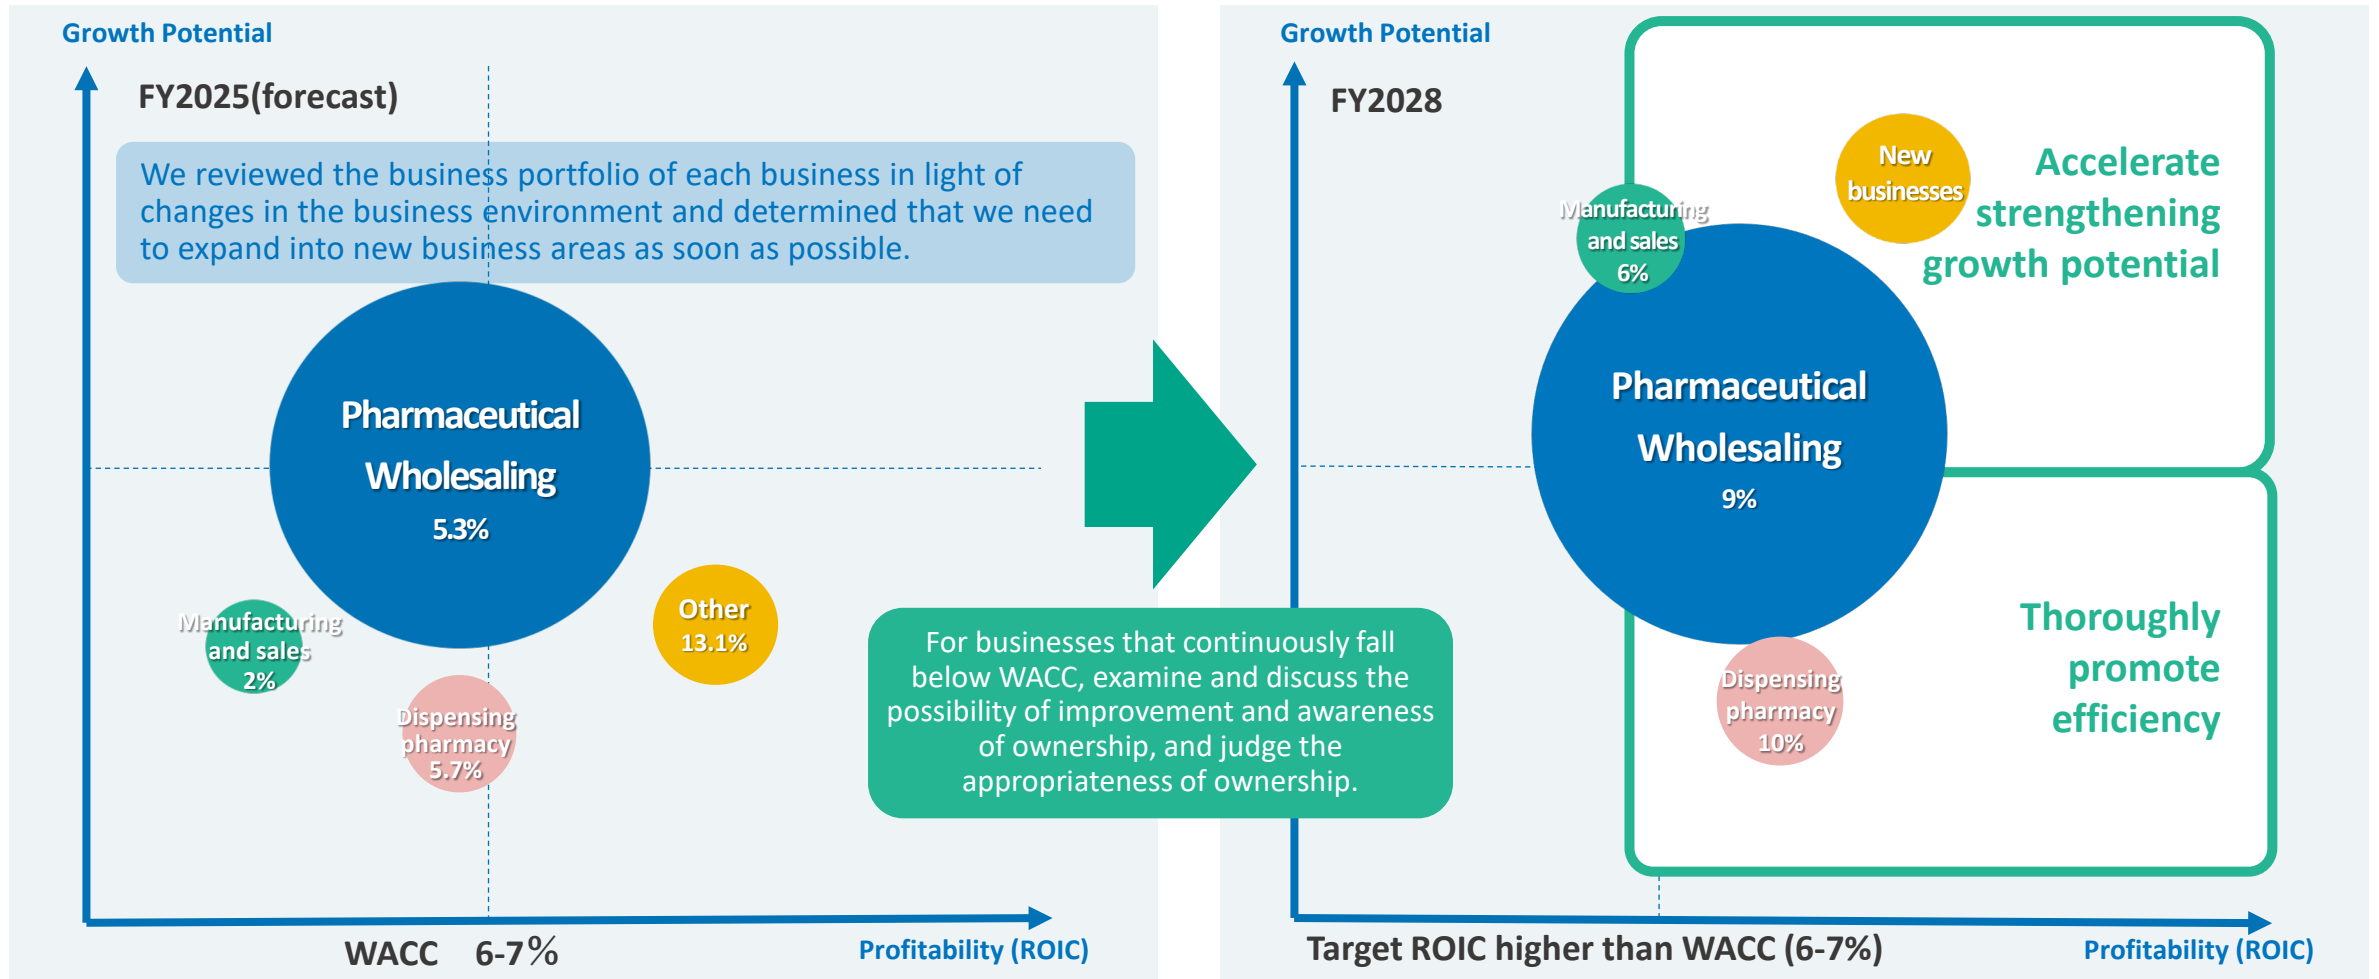 Growth Potential
FY2025(forecast)
We reviewed the business portfolio of each business in light of
changes in the business environment and determined that we need
to expand into new business areas as soon as possible.
Pharmaceutical
Wholesaling
5.3%
Manufacturing
and sales
2%
Dispensing
pharmacy
5.7%
Other
13.1%
WACC 6-7%
Profitability (ROIC)
For businesses that continuously fall
below WACC, examine and discuss the
possibility of improvement and awareness
of ownership, and judge the
appropriateness of ownership.
Growth Potential
FY2028
New
businesses
Accelerate
strengthening
growth potential
Manufacturing
and sales
6%
Pharmaceutical
Wholesaling
9%
Dispensing
pharmacy
10%
Thoroughly
promote
efficiency
Target ROIC higher than WACC (6-7%)
Profitability (ROIC)